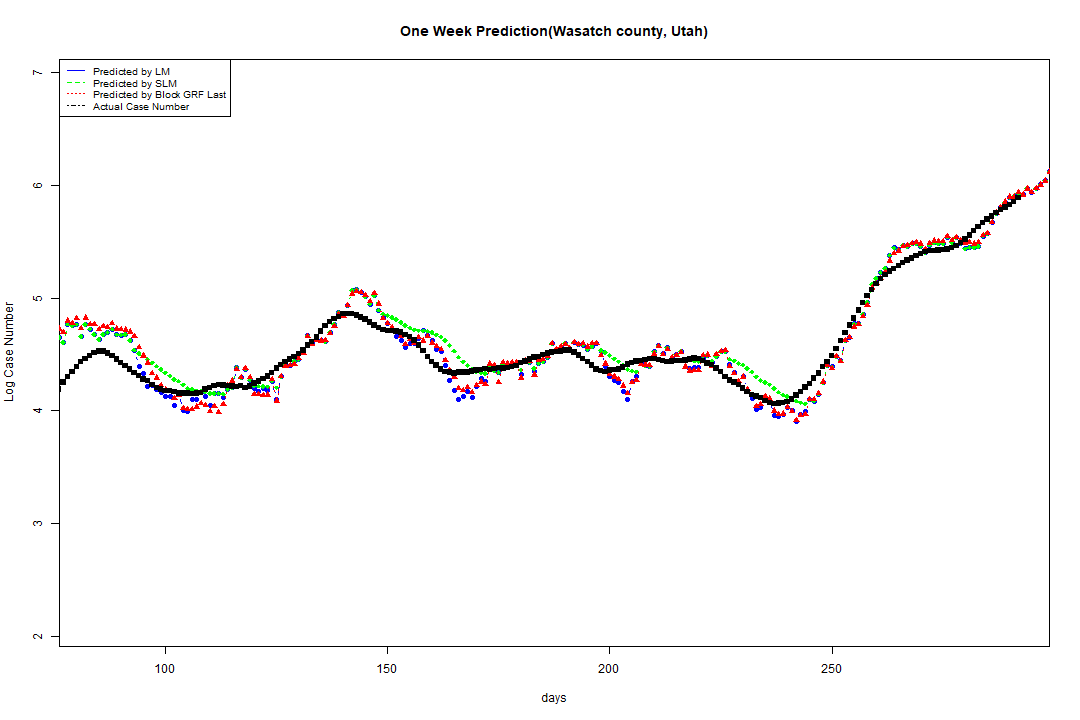 One Week Prediction(Wasatch county, Utah)
Predicted by LM
Predicted by SLM
Predicted by Block GRF Last
Actual Case Number
7
6
5
4
3
2
Log Case Number
100 150 200 250
days